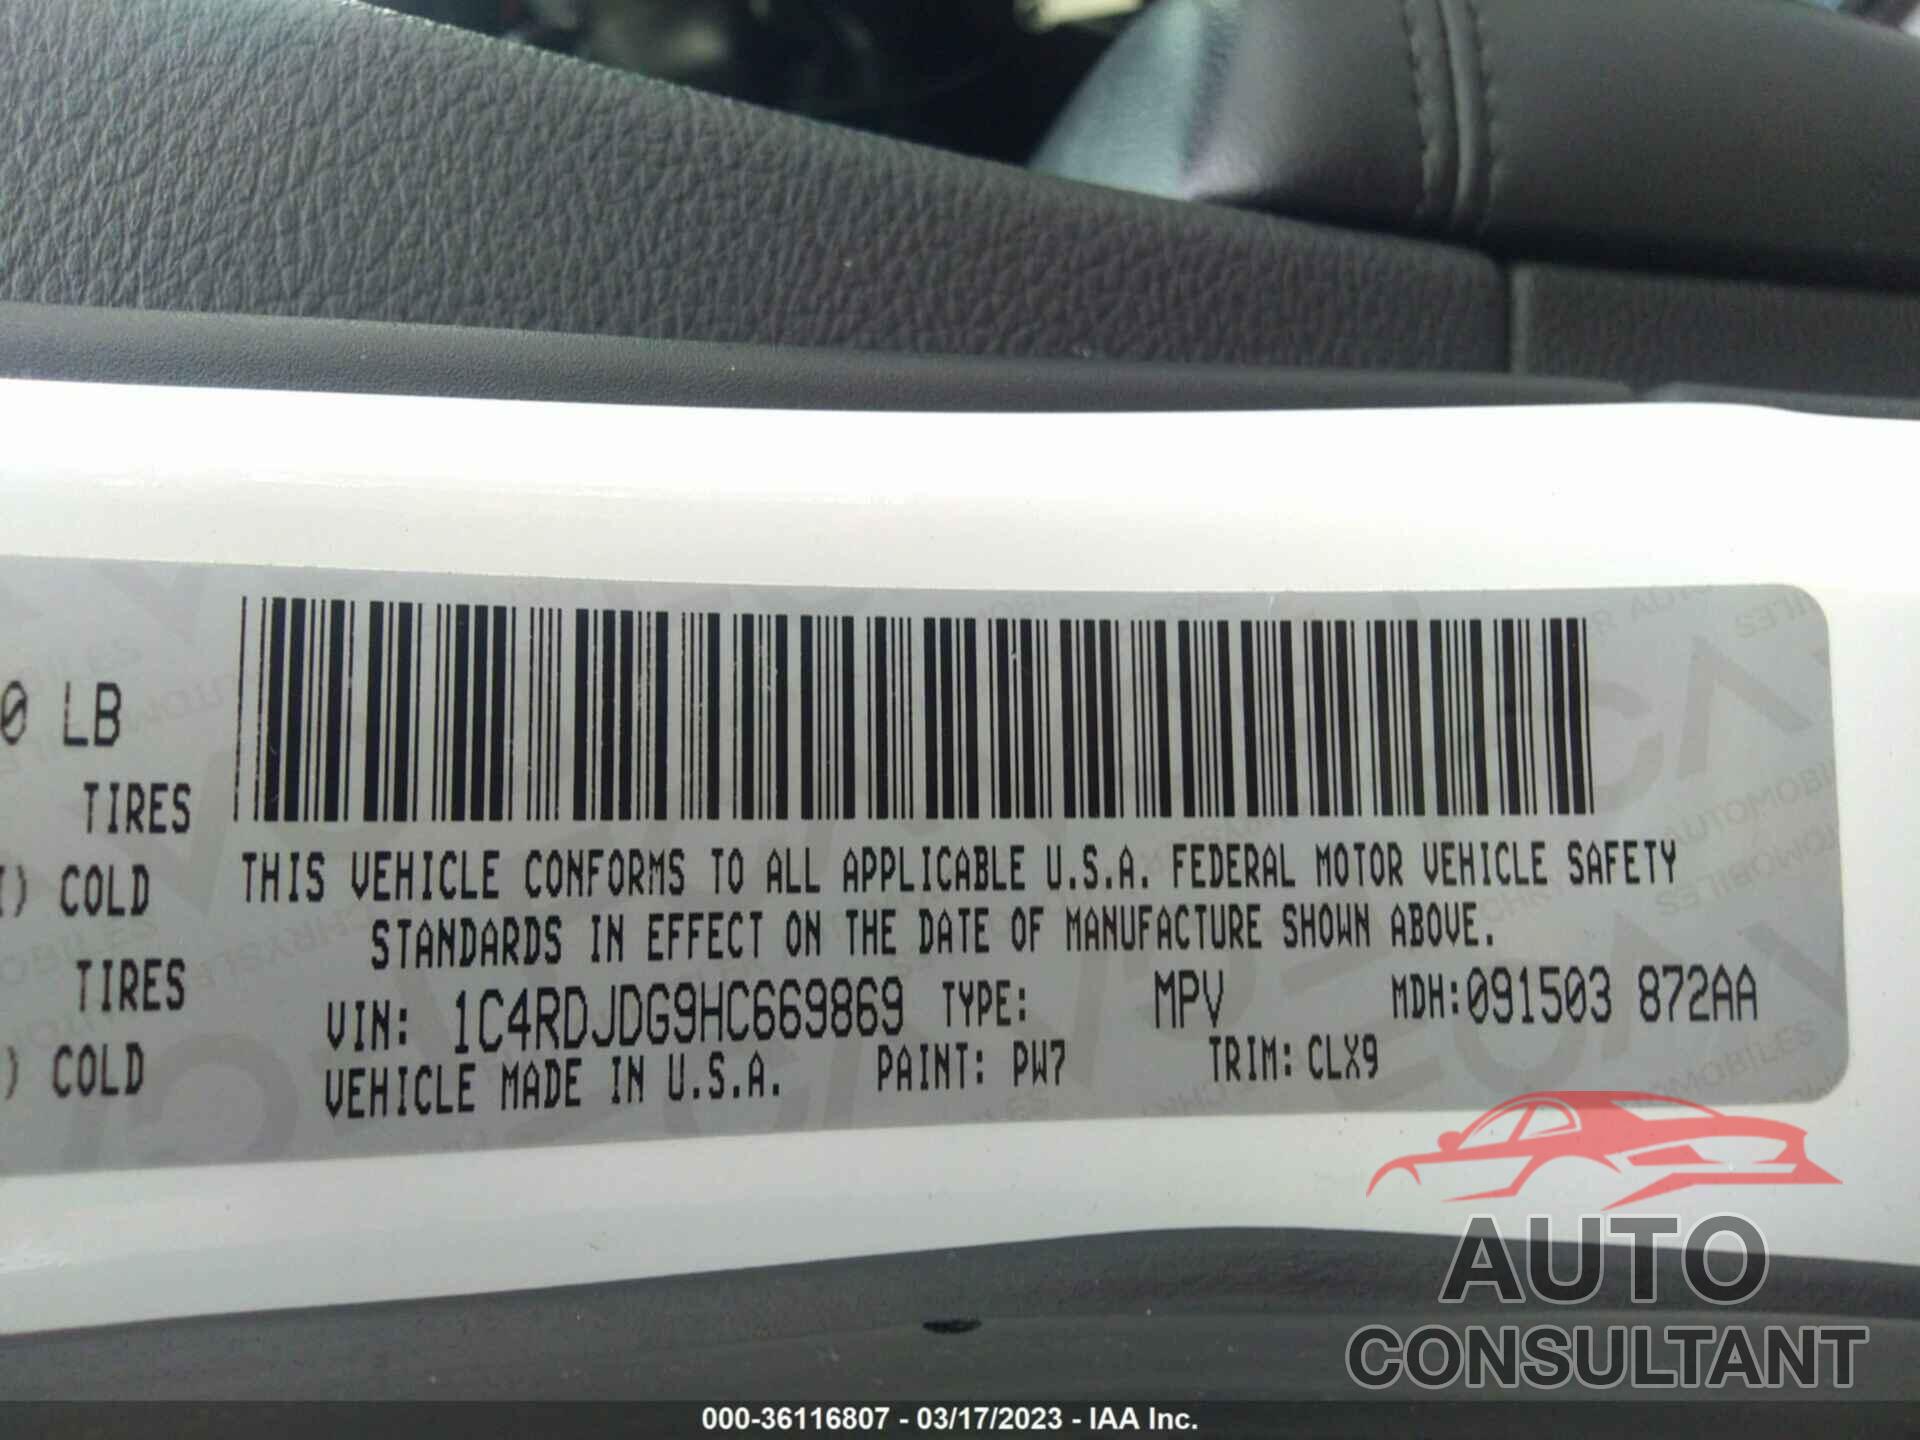 0 LB
TIRES
) COLD
TIRES
) COLD
THIS VEHICLE CONFORMS TO ALL APPLICABLE U.S.A. FEDERAL MOTOR VEHICLE SAFETY
STANDARDS IN EFFECT ON THE DATE OF MANUFACTURE SHOWN ABOVE.
VIN: 1C4RDJDG9HC669869 TYPE: MPV MDH:091503 872AA
VEHICLE MADE IN U.S.A. PAINT: PW7 TRIM: CLX9
AUTO
CONSULTANT
000-36116807 - 03/17/2023 - IAA Inc.